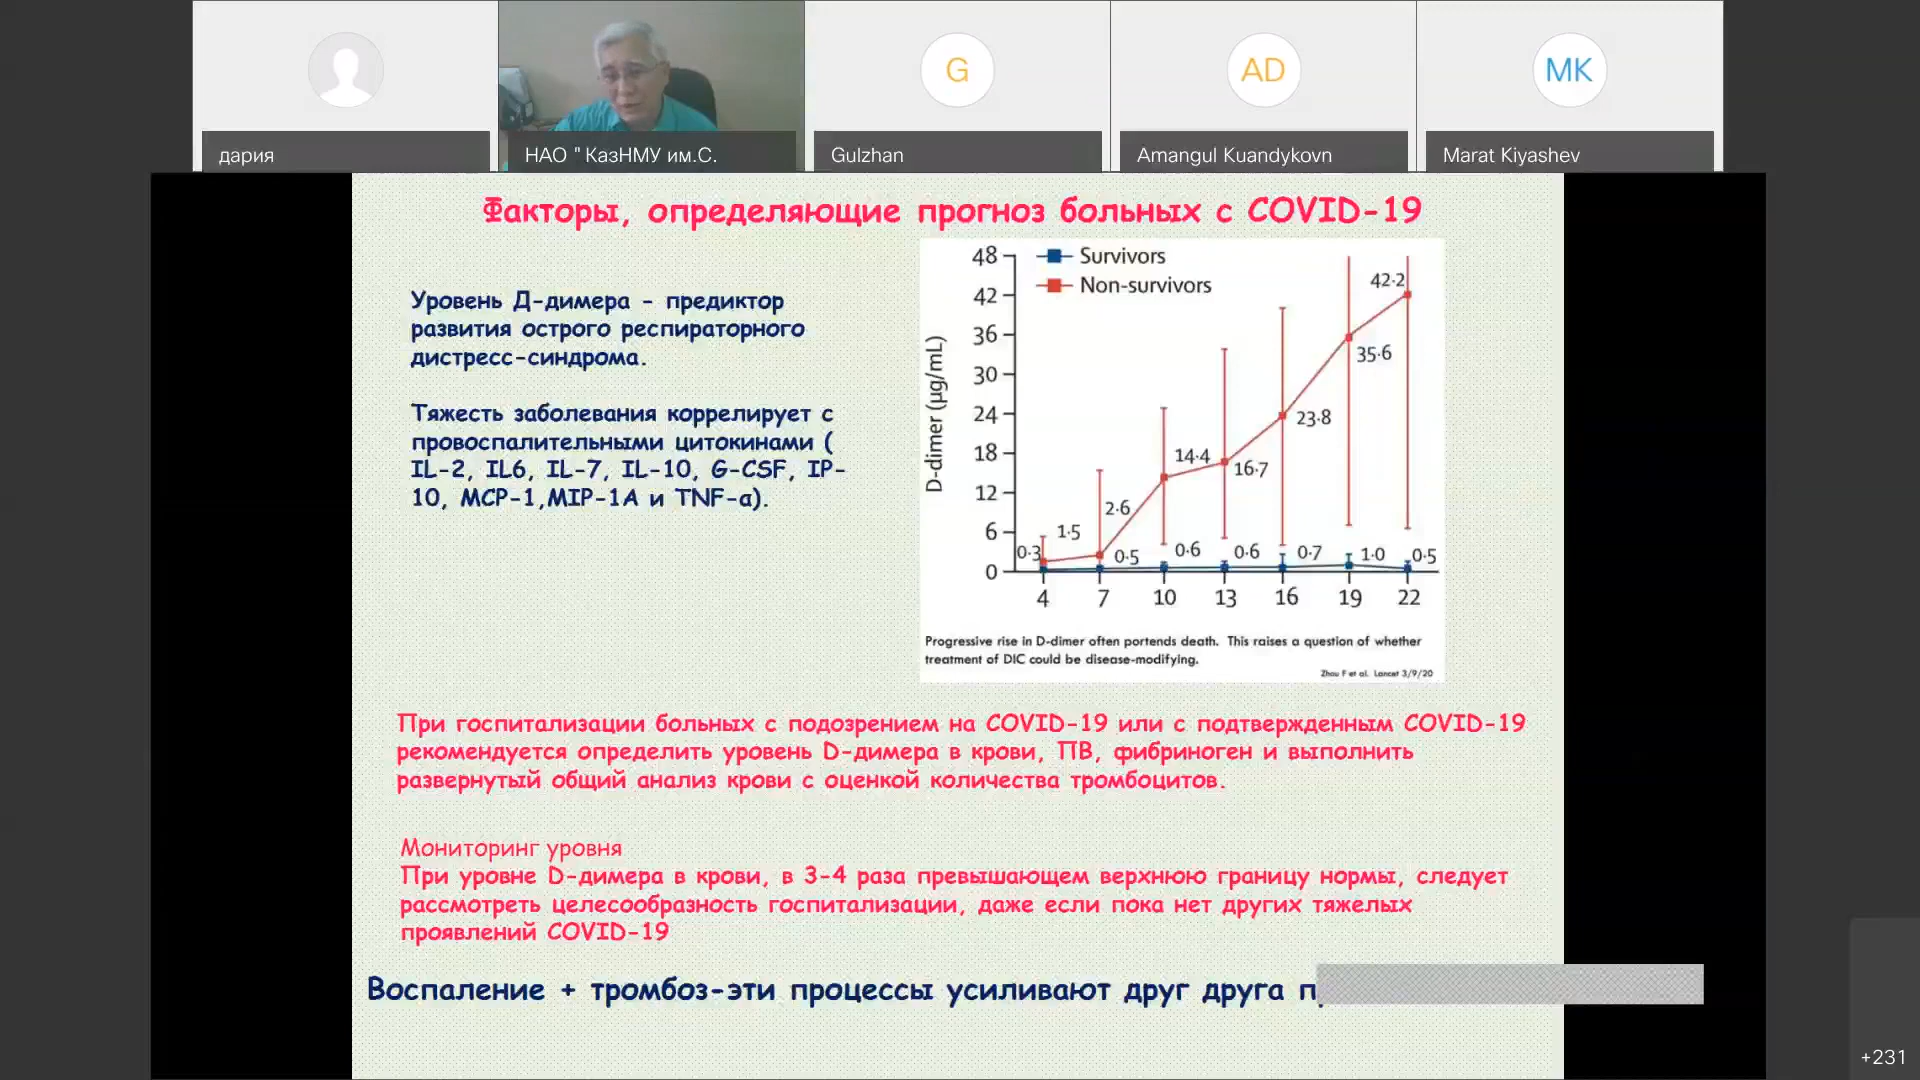 G
AD
MK
дария
НАО " КазНМУ им.С.
Gulzhan
Amangul Kuandykovn
Marat Kiyashev
Факторы, определяющие прогноз больных с COVID-19
Уровень Д-димера - предиктор
развития острого респираторного
дистресс-синдрома.
Тяжесть заболевания коррелирует с
провоспалительными цитокинами (
IL-2, IL6, IL-7, IL-10, G-CSF, IP-
10, MCP-1,MIP-1A и TNF-α).
Survivors
Non-survivors
D-dimer (μg/mL)
48
42
36
30
24
18
12
6
0
0·3
1·5
2·6
14·4
16·7
23·8
35·6
42·2
0·5
0·6
0·6
0·7
1·0
0·5
4 7 10 13 16 19 22
Progressive rise in D-dimer often portends death. This raises a question of whether
treatment of DIC could be disease-modifying.
Zhou F et al. Lancet 3/9/20
При госпитализации больных с подозрением на COVID-19 или с подтвержденным COVID-19
рекомендуется определить уровень D-димера в крови, ПВ, фибриноген и выполнить
развернутый общий анализ крови с оценкой количества тромбоцитов.
Мониторинг уровня
При уровне D-димера в крови, в 3-4 раза превышающем верхнюю границу нормы, следует
рассмотреть целесообразность госпитализации, даже если пока нет других тяжелых
проявлений COVID-19
Воспаление + тромбоз-эти процессы усиливают друг друга
+231